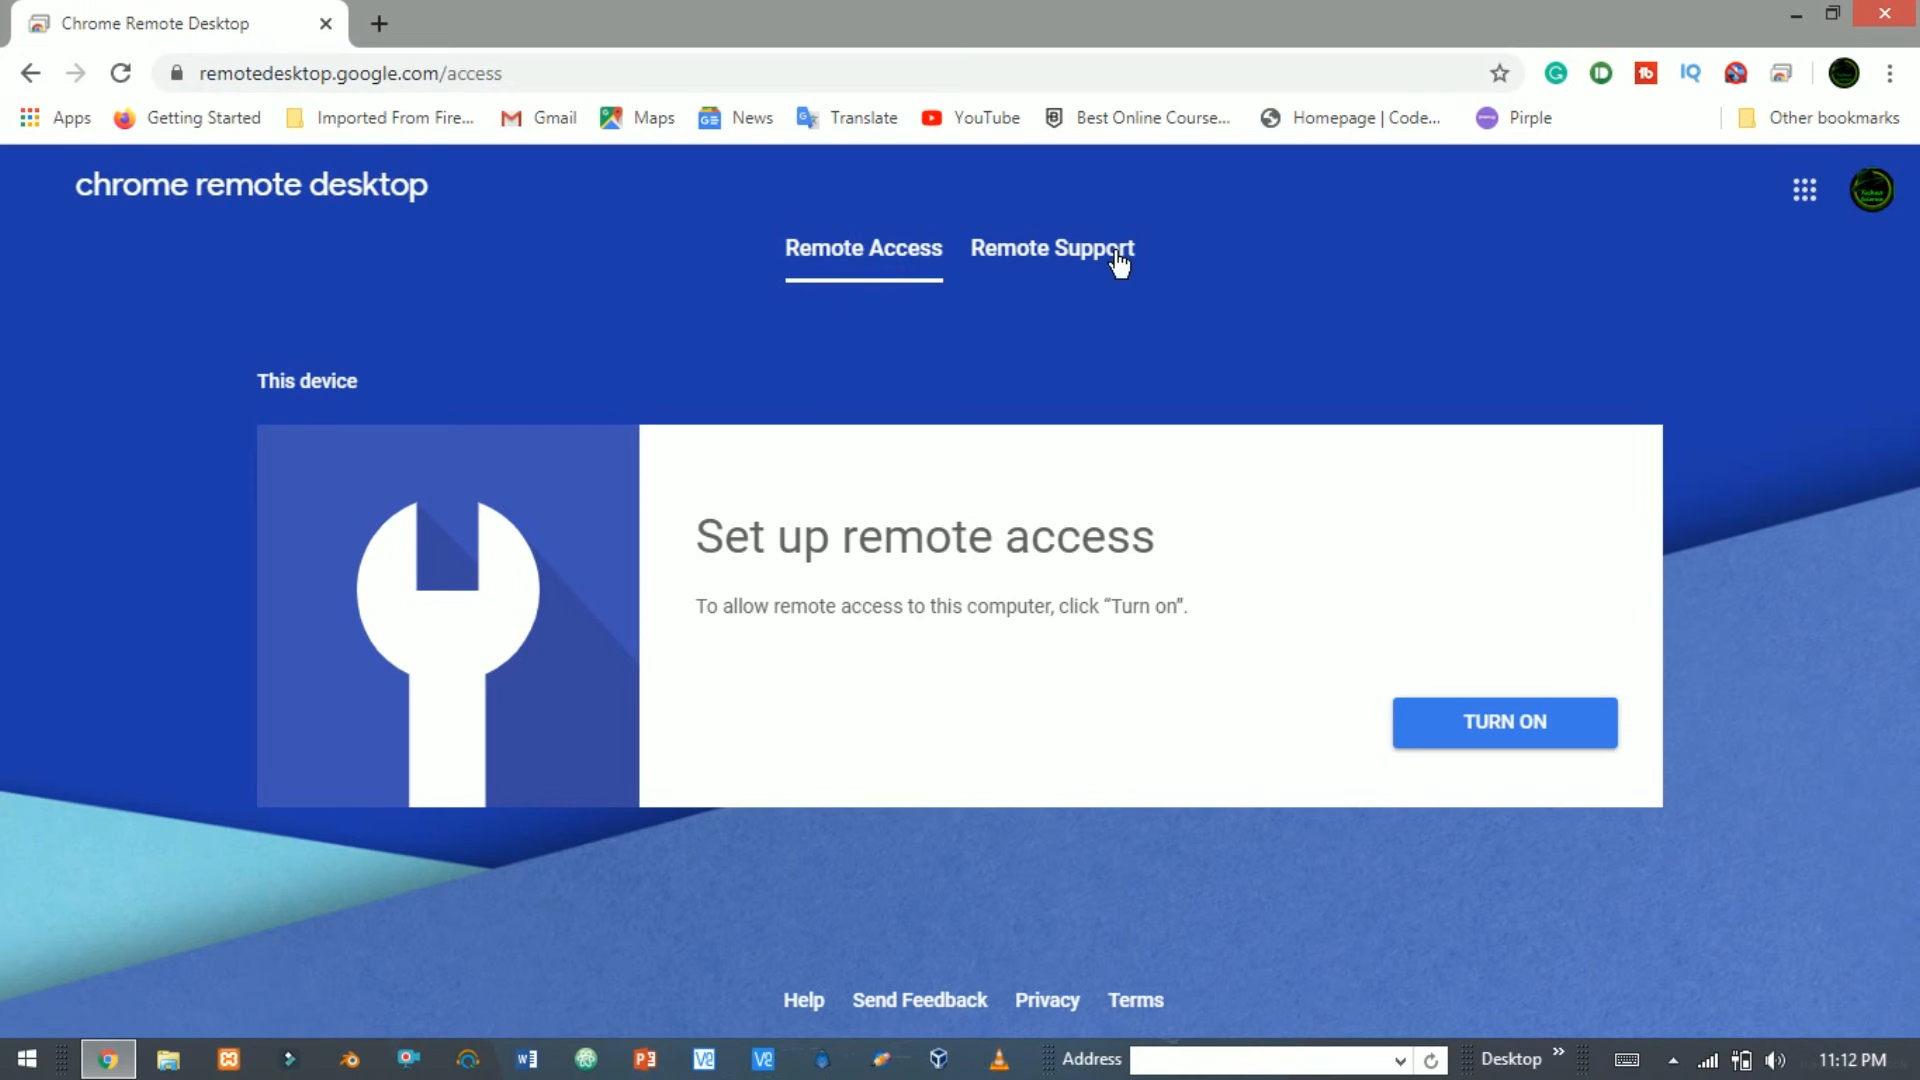 Chrome Remote Desktop
remotedesktop.google.com/access
Apps Getting Started Imported From Fire... Gmail Maps News Translate YouTube Best Online Course... Homepage | Code... Pirple Other bookmarks
chrome remote desktop
Remote Access Remote Support
This device
Set up remote access
To allow remote access to this computer, click “Turn on”.
TURN ON
Help Send Feedback Privacy Terms
Address Desktop 11:12 PM